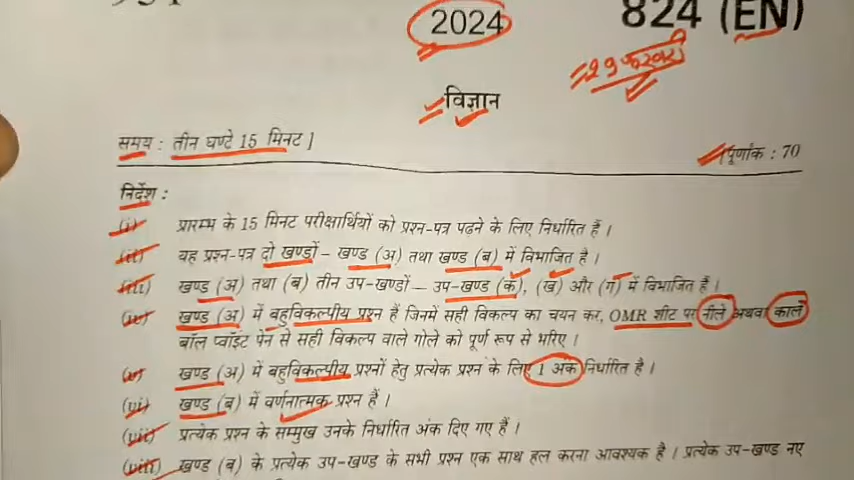 2024
824 (EN)
29 फरवरी
विज्ञान
समय : तीन घण्टे 15 मिनट ]
[पूर्णांक : 70
निर्देश :
(i) प्रारम्भ के 15 मिनट परीक्षार्थियों को प्रश्न-पत्र पढ़ने के लिए निर्धारित हैं ।
(ii) यह प्रश्न-पत्र दो खण्डों – खण्ड (अ) तथा खण्ड (ब) में विभाजित है ।
(iii) खण्ड (अ) तथा (ब) तीन उप-खण्डों – उप-खण्ड (क), (ख) और (ग) में विभाजित हैं ।
(iv) खण्ड (अ) में बहुविकल्पीय प्रश्न हैं जिनमें सही विकल्प का चयन कर, OMR शीट पर नीले अथवा काले
बॉल प्वॉइंट पेन से सही विकल्प वाले गोले को पूर्ण रूप से भरिए ।
(v) खण्ड (अ) में बहुविकल्पीय प्रश्नों हेतु प्रत्येक प्रश्न के लिए 1 अंक निर्धारित है ।
(vi) खण्ड (ब) में वर्णनात्मक प्रश्न हैं ।
(vii) प्रत्येक प्रश्न के सम्मुख उनके निर्धारित अंक दिए गए हैं ।
(viii) खण्ड (ब) के प्रत्येक उप-खण्ड के सभी प्रश्न एक साथ हल करना आवश्यक है । प्रत्येक उप-खण्ड नए